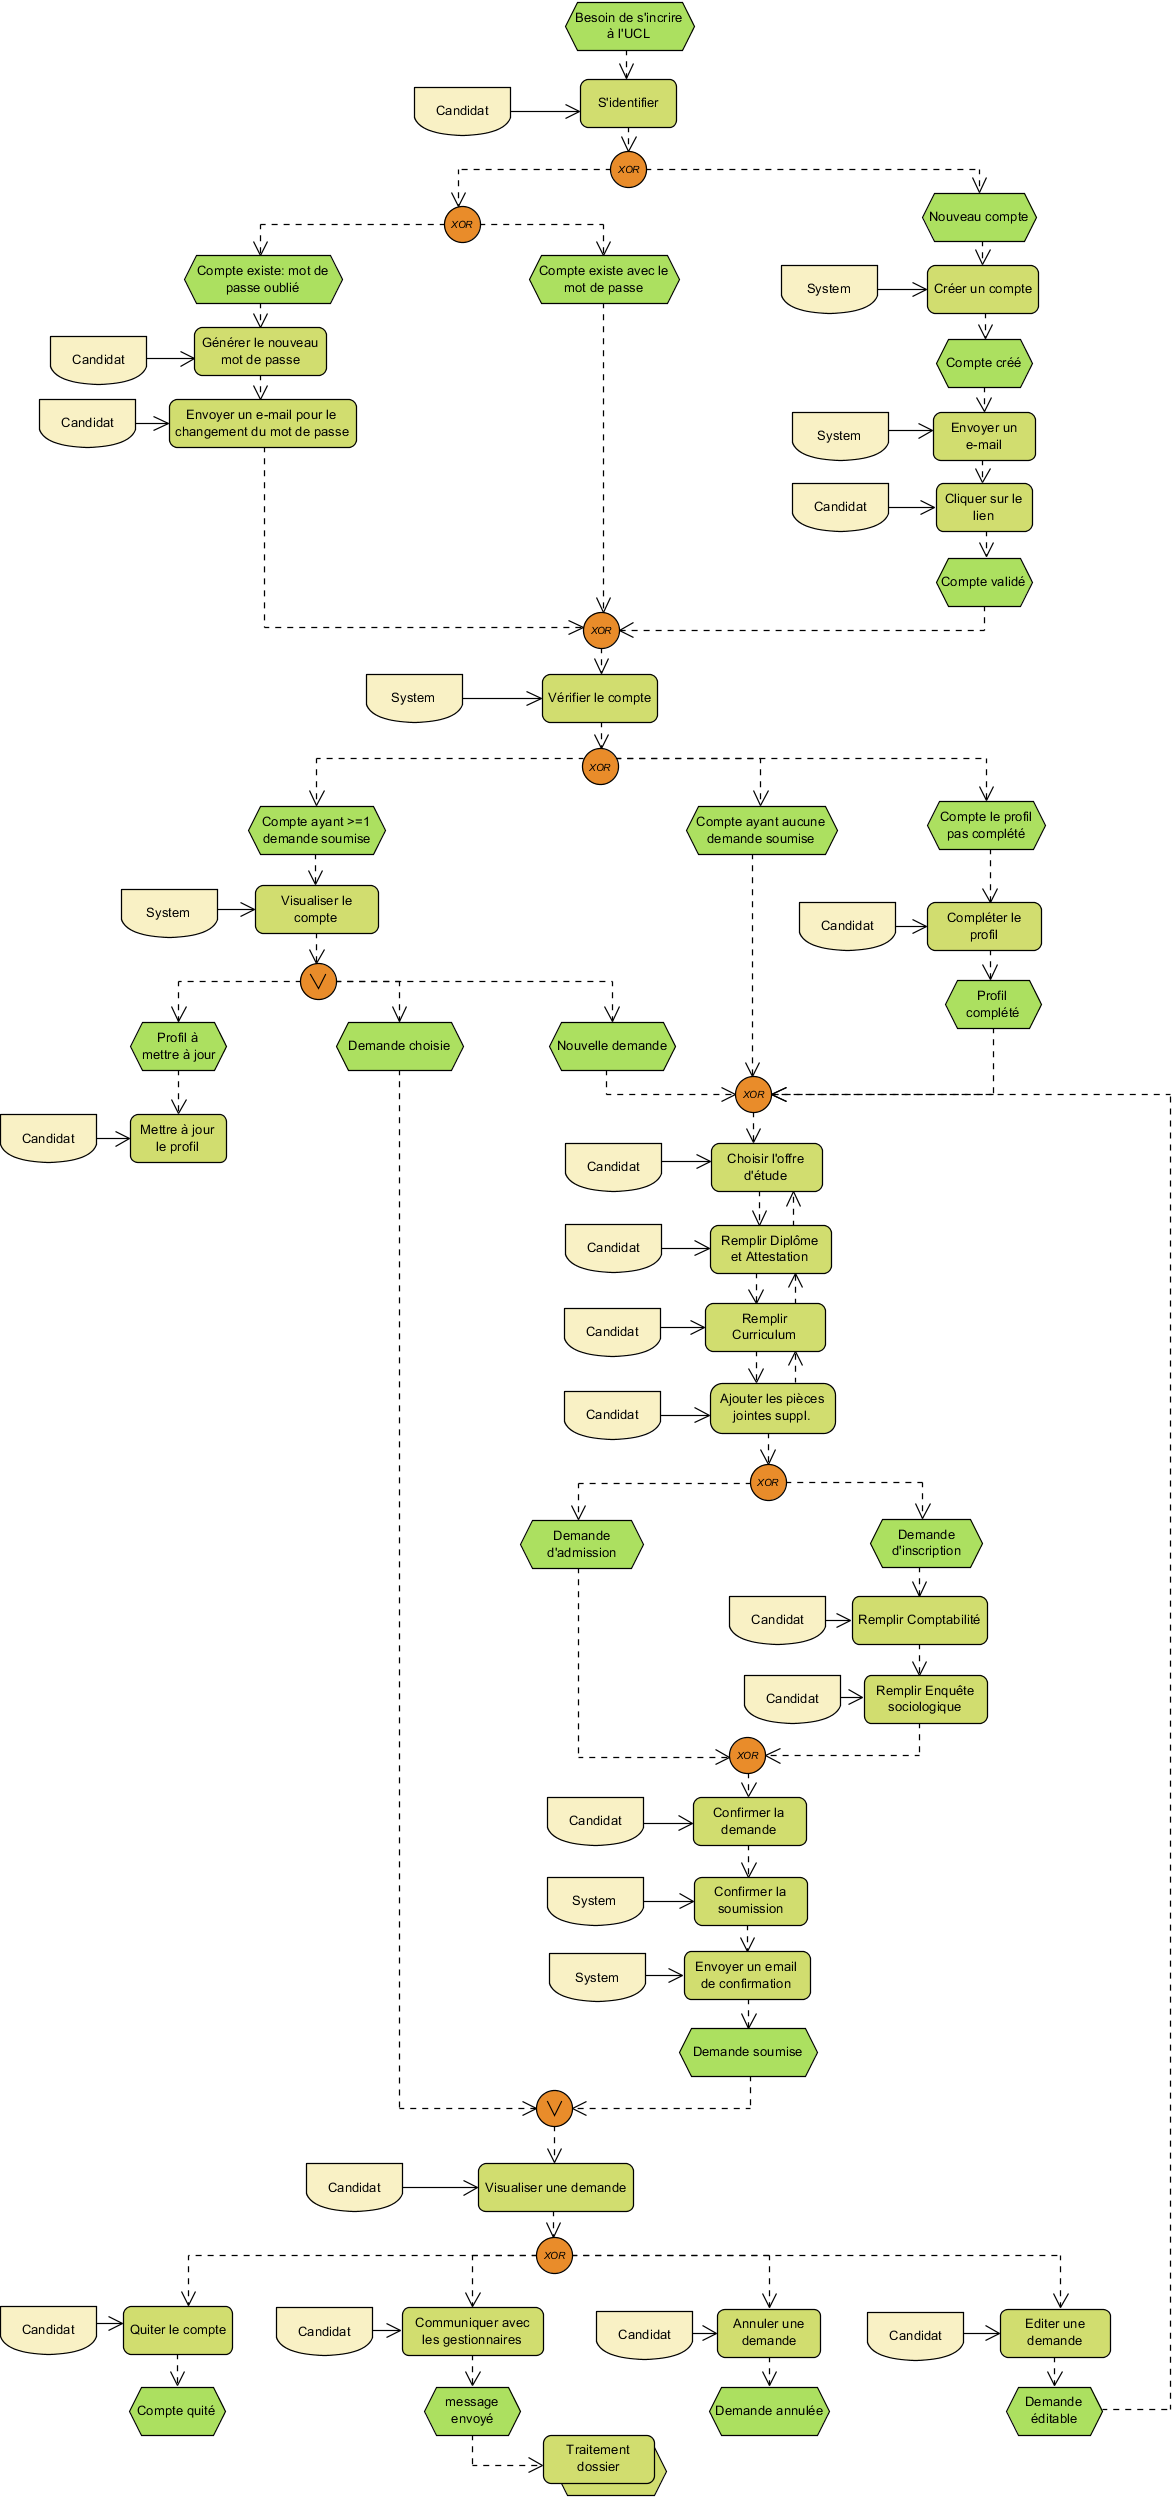 Besoin de s'incrire
à l'UCL
Candidat
S'identifier
XOR
XOR
Nouveau compte
Compte existe: mot de
passe oublié
Compte existe avec le
mot de passe
System
Créer un compte
Candidat
Générer le nouveau
mot de passe
Compte créé
Candidat
Envoyer un e-mail pour le
changement du mot de passe
System
Envoyer un
e-mail
Candidat
Cliquer sur le
lien
Compte validé
XOR
System
Vérifier le compte
XOR
Compte ayant >=1
demande soumise
Compte ayant aucune
demande soumise
Compte le profil
pas complété
System
Visualiser le
compte
Candidat
Compléter le
profil
Profil
complété
Profil à
mettre à jour
Demande choisie
Nouvelle demande
XOR
Candidat
Mettre à jour
le profil
Candidat
Choisir l'offre
d'étude
Candidat
Remplir Diplôme
et Attestation
Candidat
Remplir
Curriculum
Candidat
Ajouter les pièces
jointes suppl.
XOR
Demande
d'admission
Demande
d'inscription
Candidat
Remplir Comptabilité
Candidat
Remplir Enquête
sociologique
XOR
Candidat
Confirmer la
demande
System
Confirmer la
soumission
System
Envoyer un email
de confirmation
Demande soumise
Candidat
Visualiser une demande
XOR
Candidat
Quiter le compte
Candidat
Communiquer avec
les gestionnaires
Candidat
Annuler une
demande
Candidat
Editer une
demande
Compte quité
message
envoyé
Demande annulée
Demande
éditable
Traitement
dossier